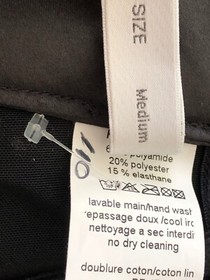 SIZE Medium
polyamide
20% polyester
15 % elasthane
lavable main/hand wash
repassage doux /cool iro
nettoyage a sec interdi
no dry cleaning
doublure coton/coton lin